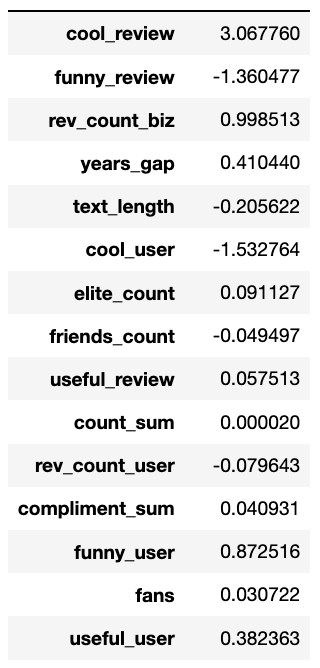 cool_review 3.067760
funny_review -1.360477
rev_count_biz 0.998513
years_gap 0.410440
text_length -0.205622
cool_user -1.532764
elite_count 0.091127
friends_count -0.049497
useful_review 0.057513
count_sum 0.000020
rev_count_user -0.079643
compliment_sum 0.040931
funny_user 0.872516
fans 0.030722
useful_user 0.382363